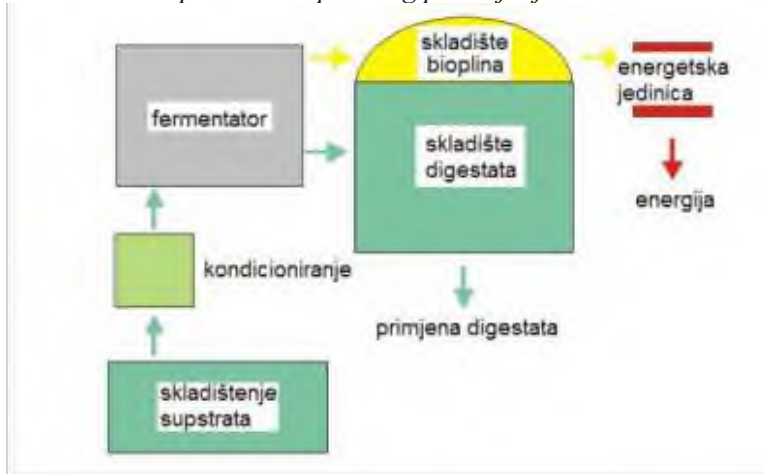 skladište
bioplina
energetska
jedinica
fermentator
skladište
digestata
energija
kondicioniranje
primjena digestata
skladištenje
supstrata